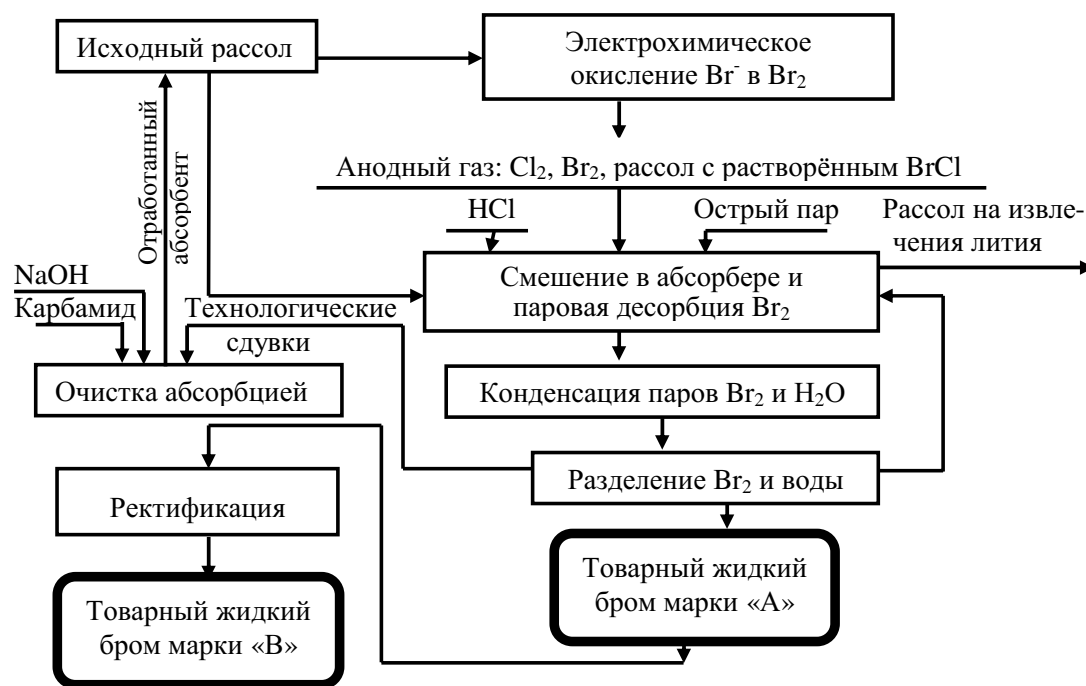 Исходный рассол
Электрохимическое
окисление Br⁻ в Br₂
Отработанный
абсорбент
Анодный газ: Cl₂, Br₂, рассол с растворённым BrCl
HCl
Острый пар
Рассол на извле-
чения лития
NaOH
Карбамид
Технологические
сдувки
Смешение в абсорбере и
паровая десорбция Br₂
Очистка абсорбцией
Конденсация паров Br₂ и H₂O
Ректификация
Разделение Br₂ и воды
Товарный жидкий
бром марки «В»
Товарный жидкий
бром марки «А»